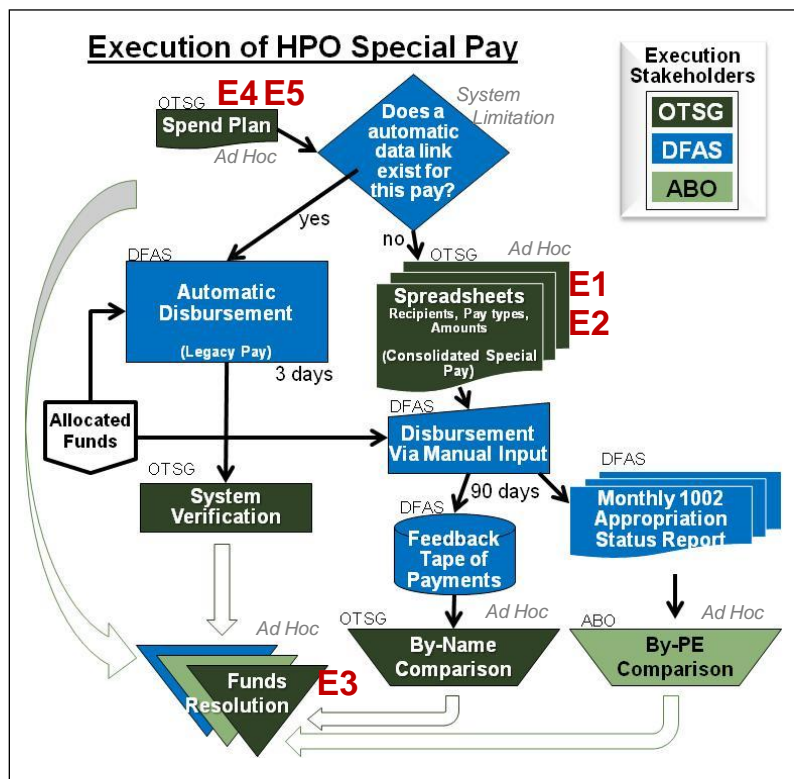 Execution of HPO Special Pay
Execution
Stakeholders
OTSG
DFAS
ABO
OTSG
E4 E5
Spend Plan
Ad Hoc
System
Limitation
Does a
automatic
data link
exist for
this pay?
yes
no
DFAS
Automatic
Disbursement
(Legacy Pay)
3 days
OTSG
Ad Hoc
Spreadsheets
Recipients, Pay types,
Amounts
(Consolidated Special
Pay)
E1
E2
Allocated
Funds
DFAS
Disbursement
Via Manual Input
90 days
OTSG
System
Verification
DFAS
Feedback
Tape of
Payments
DFAS
Monthly 1002
Appropriation
Status Report
OTSG
Ad Hoc
By-Name
Comparison
ABO
Ad Hoc
By-PE
Comparison
Ad Hoc
Funds
Resolution
E3